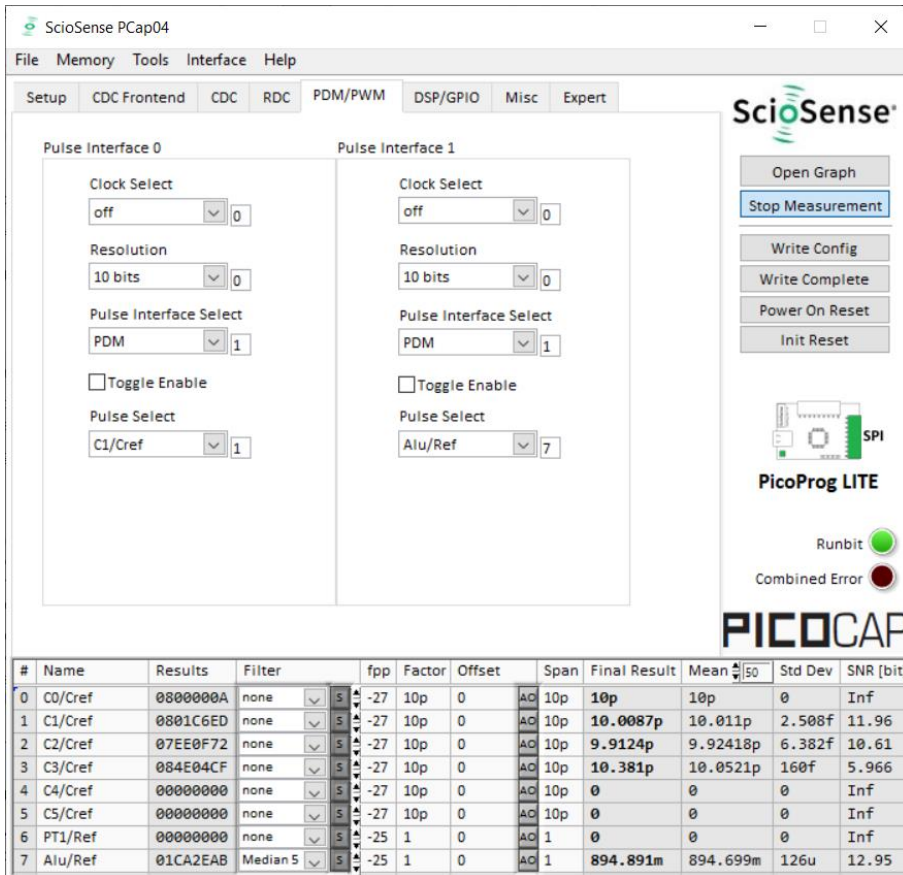 ScioSense PCap04
File Memory Tools Interface Help
Setup CDC Frontend CDC RDC PDM/PWM DSP/GPIO Misc Expert
ScioSense
Pulse Interface 0 Pulse Interface 1
Clock Select Clock Select
off 0 off 0
Resolution Resolution
10 bits 0 10 bits 0
Pulse Interface Select Pulse Interface Select
PDM 1 PDM 1
Toggle Enable Toggle Enable
Pulse Select Pulse Select
C1/Cref 1 Alu/Ref 7
Open Graph
Stop Measurement
Write Config
Write Complete
Power On Reset
Init Reset
SPI
PicoProg LITE
Runbit
Combined Error
PICOCAP
# Name Results Filter fpp Factor Offset Span Final Result Mean 50 Std Dev SNR [bit
0 C0/Cref 0800000A none S -27 10p 0 AO 10p 10p 10p 0 Inf
1 C1/Cref 0801C6ED none S -27 10p 0 AO 10p 10.0087p 10.011p 2.508f 11.96
2 C2/Cref 07EE0F72 none S -27 10p 0 AO 10p 9.9124p 9.92418p 6.382f 10.61
3 C3/Cref 084E04CF none S -27 10p 0 AO 10p 10.381p 10.0521p 160f 5.966
4 C4/Cref 00000000 none S -27 10p 0 AO 10p 0 0 0 Inf
5 C5/Cref 00000000 none S -27 10p 0 AO 10p 0 0 0 Inf
6 PT1/Ref 00000000 none S -25 1 0 AO 1 0 0 0 Inf
7 Alu/Ref 01CA2EAB Median 5 S -25 1 0 AO 1 894.891m 894.699m 126u 12.95